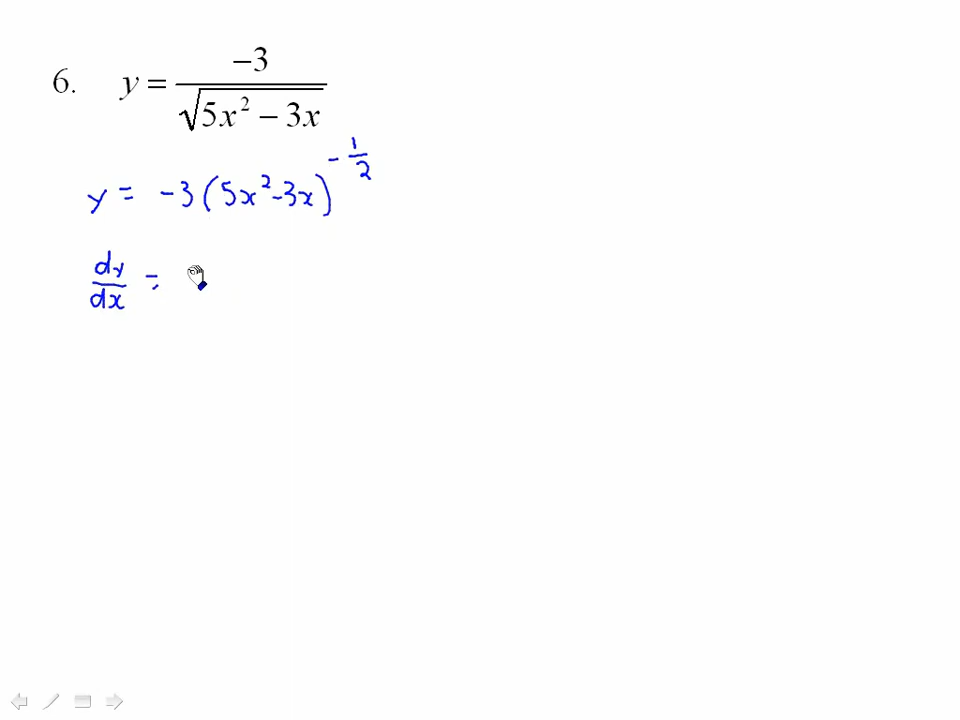 6. y = -3 / √(5x² − 3x)
y = -3 (5x² - 3x)^(-1/2)
dy/dx =